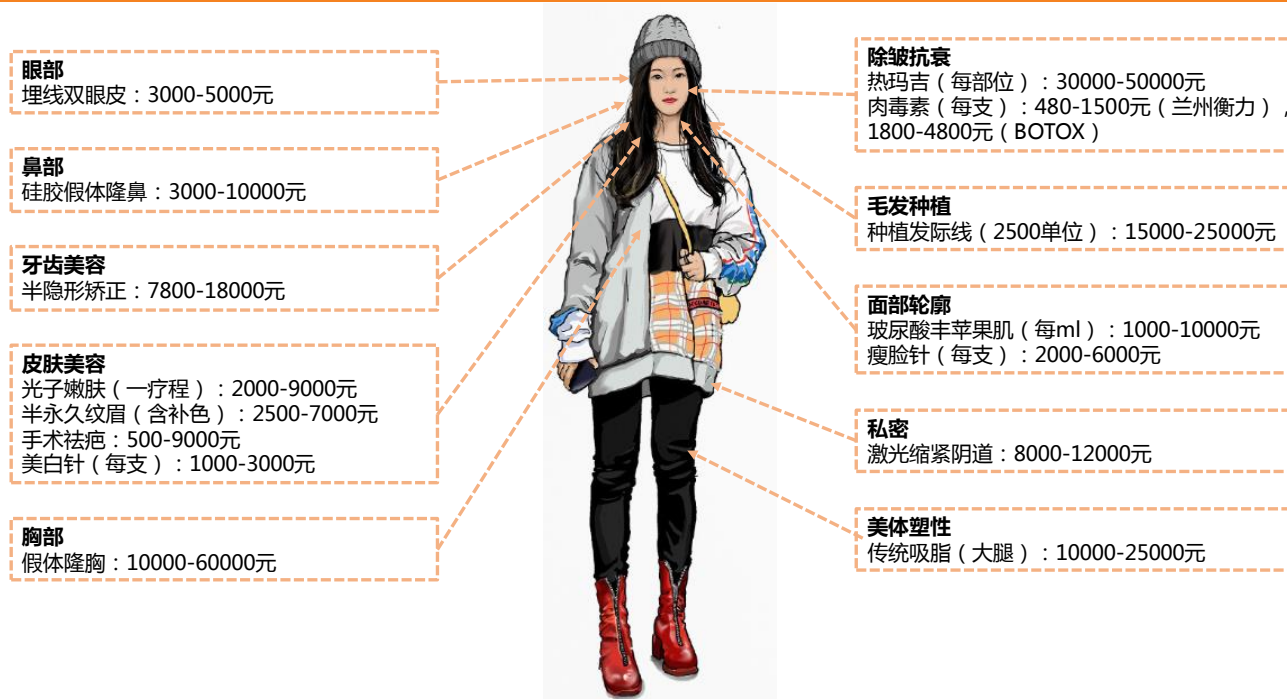 眼部
埋线双眼皮：3000-5000元
鼻部
硅胶假体隆鼻：3000-10000元
牙齿美容
半隐形矫正：7800-18000元
皮肤美容
光子嫩肤（一疗程）：2000-9000元
半永久纹眉（含补色）：2500-7000元
手术祛疤：500-9000元
美白针（每支）：1000-3000元
胸部
假体隆胸：10000-60000元
除皱抗衰
热玛吉（每部位）：30000-50000元
肉毒素（每支）：480-1500元（兰州衡力），
1800-4800元（BOTOX）
毛发种植
种植发际线（2500单位）：15000-25000元
面部轮廓
玻尿酸丰苹果肌（每ml）：1000-10000元
瘦脸针（每支）：2000-6000元
私密
激光缩紧阴道：8000-12000元
美体塑性
传统吸脂（大腿）：10000-25000元